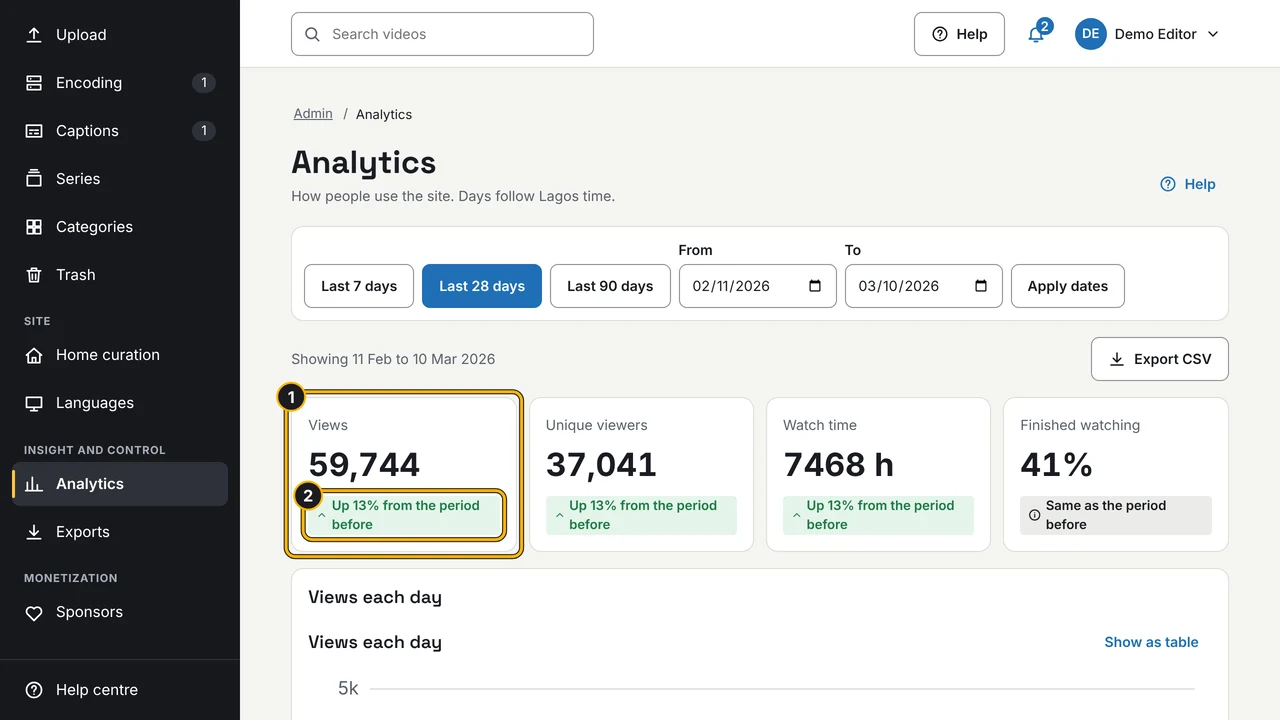 Upload
Encoding 1
Captions 1
Series
Categories
Trash
SITE
Home curation
Languages
INSIGHT AND CONTROL
Analytics
Exports
MONETIZATION
Sponsors
Help centre
Search videos
Help
2
DE Demo Editor
Admin / Analytics
Analytics
How people use the site. Days follow Lagos time.
Help
From To
Last 7 days Last 28 days Last 90 days 02/11/2026 03/10/2026 Apply dates
Showing 11 Feb to 10 Mar 2026
Export CSV
1
Views
59,744
2
Up 13% from the period
before
Unique viewers
37,041
Up 13% from the period
before
Watch time
7468 h
Up 13% from the period
before
Finished watching
41%
Same as the period
before
Views each day
Views each day
Show as table
5k